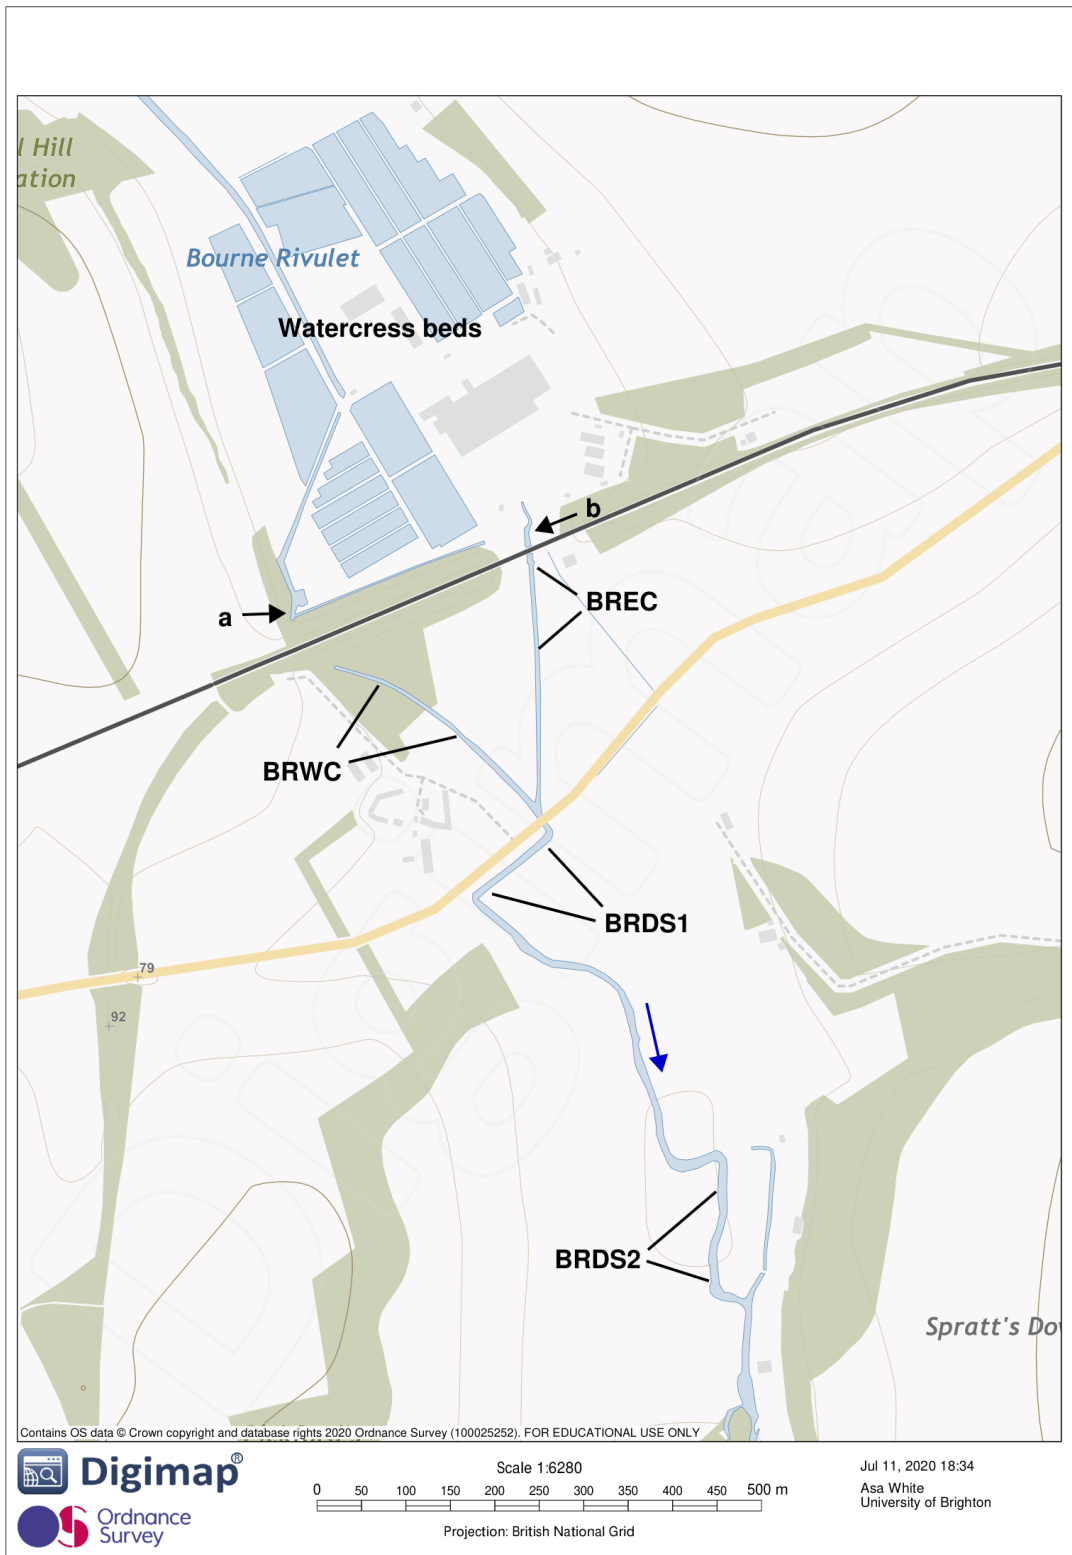 l Hill
ation
Bourne Rivulet
Watercress beds
b
BREC
a
BRWC
BRDS1
79
92
BRDS2
Spratt's Do
Contains OS data © Crown copyright and database rights 2020 Ordnance Survey (100025252). FOR EDUCATIONAL USE ONLY
Digimap®
Ordnance
Survey
Scale 1:6280
0 50 100 150 200 250 300 350 400 450 500 m
Projection: British National Grid
Jul 11, 2020 18:34
Asa White
University of Brighton